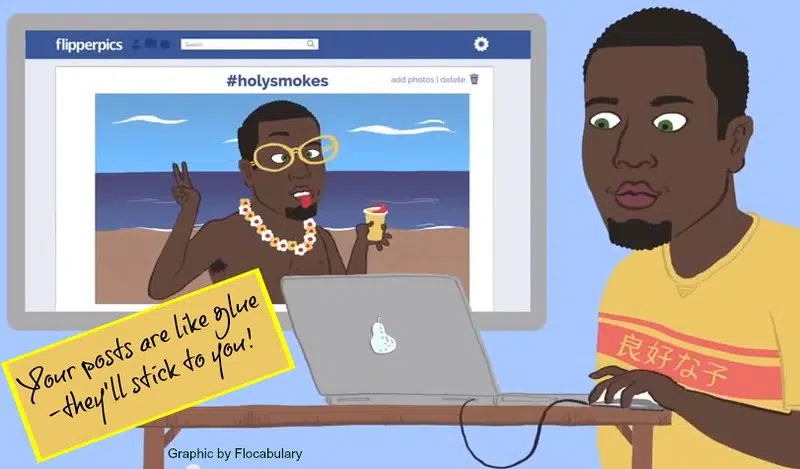 flipperpics
Search
#holysmokes
add photos | delete
Your posts are like glue
-they'll stick to you!
良好な子
Graphic by Flocabulary